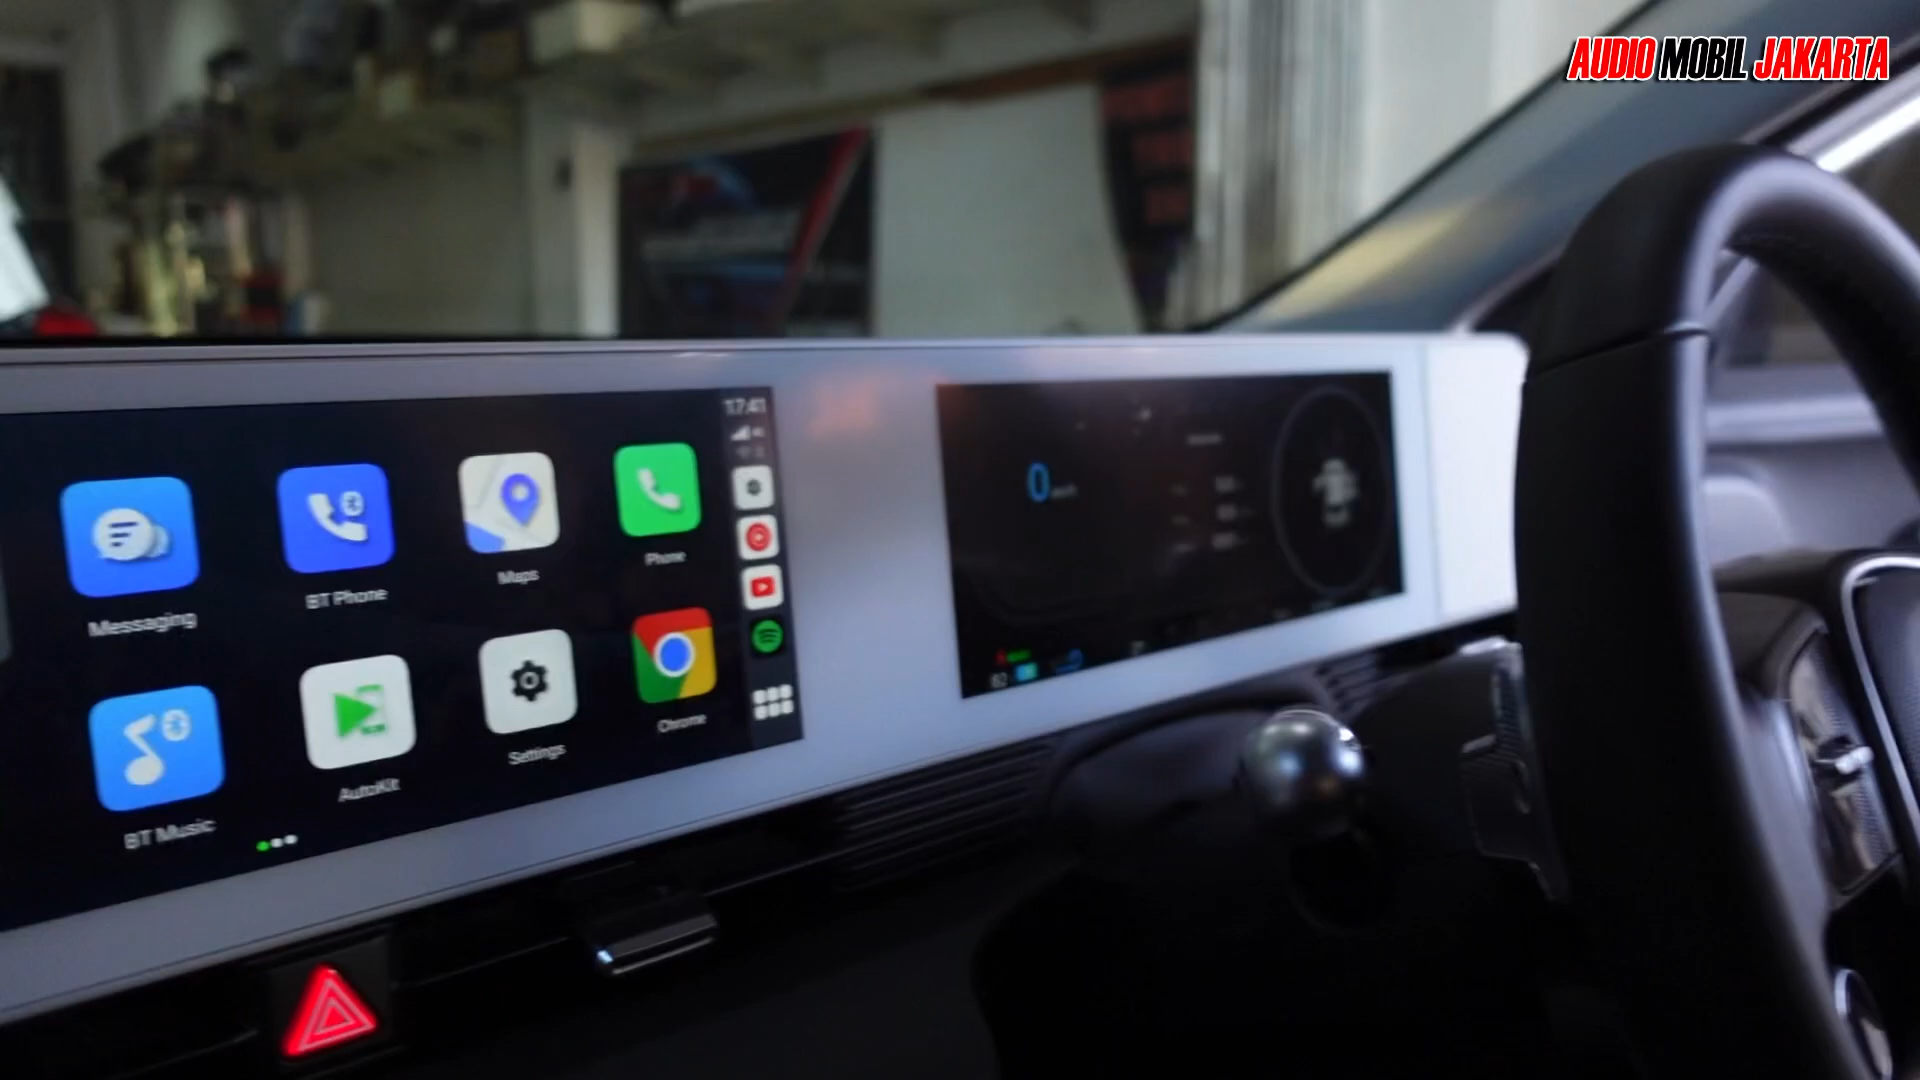 AUDIO MOBIL JAKARTA
17:41
Messaging
BT Phone
Maps
Phone
BT Music
AutoKit
Settings
Chrome
0